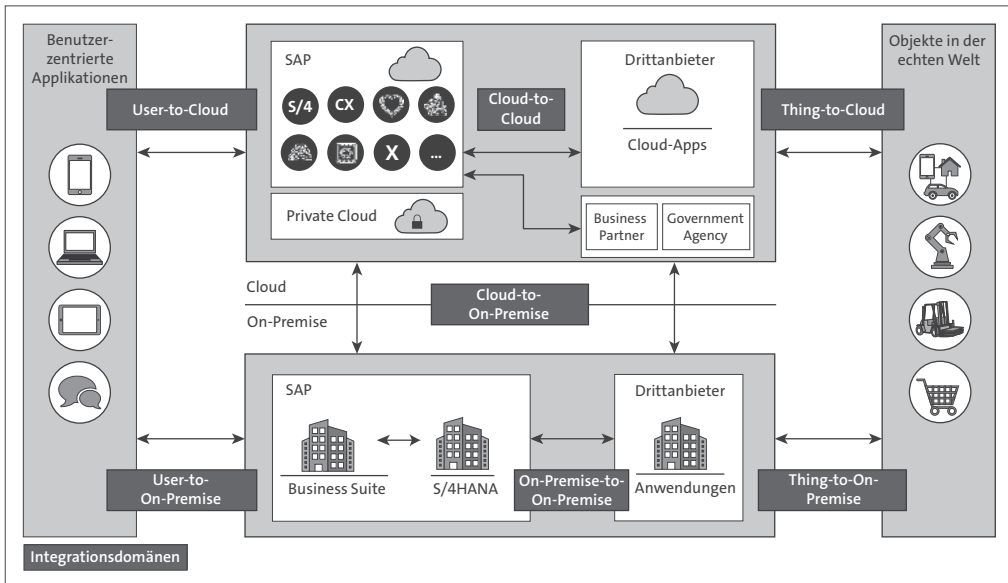 Benutzer-
zentrierte
Applikationen
User-to-Cloud
SAP
S/4
CX
X
...
Private Cloud
Cloud-to-
Cloud
Drittanbieter
Cloud-Apps
Business
Partner
Government
Agency
Thing-to-Cloud
Objekte in der
echten Welt
Cloud
Cloud-to-
On-Premise
On-Premise
User-to-
On-Premise
SAP
Business Suite
S/4HANA
On-Premise-to-
On-Premise
Drittanbieter
Anwendungen
Thing-to-On-
Premise
Integrationsdomänen